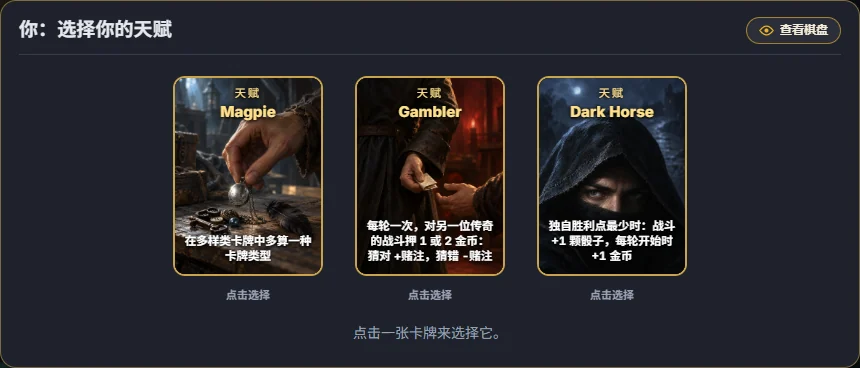 你：选择你的天赋
查看棋盘
天赋
Magpie
在多样类卡牌中多算一种
卡牌类型
点击选择
天赋
Gambler
每轮一次，对另一位传奇
的战斗押 1 或 2 金币：
猜对 +赌注，猜错 -赌注
点击选择
天赋
Dark Horse
独自胜利点最少时：战斗
+1 颗骰子，每轮开始时
+1 金币
点击选择
点击一张卡牌来选择它。